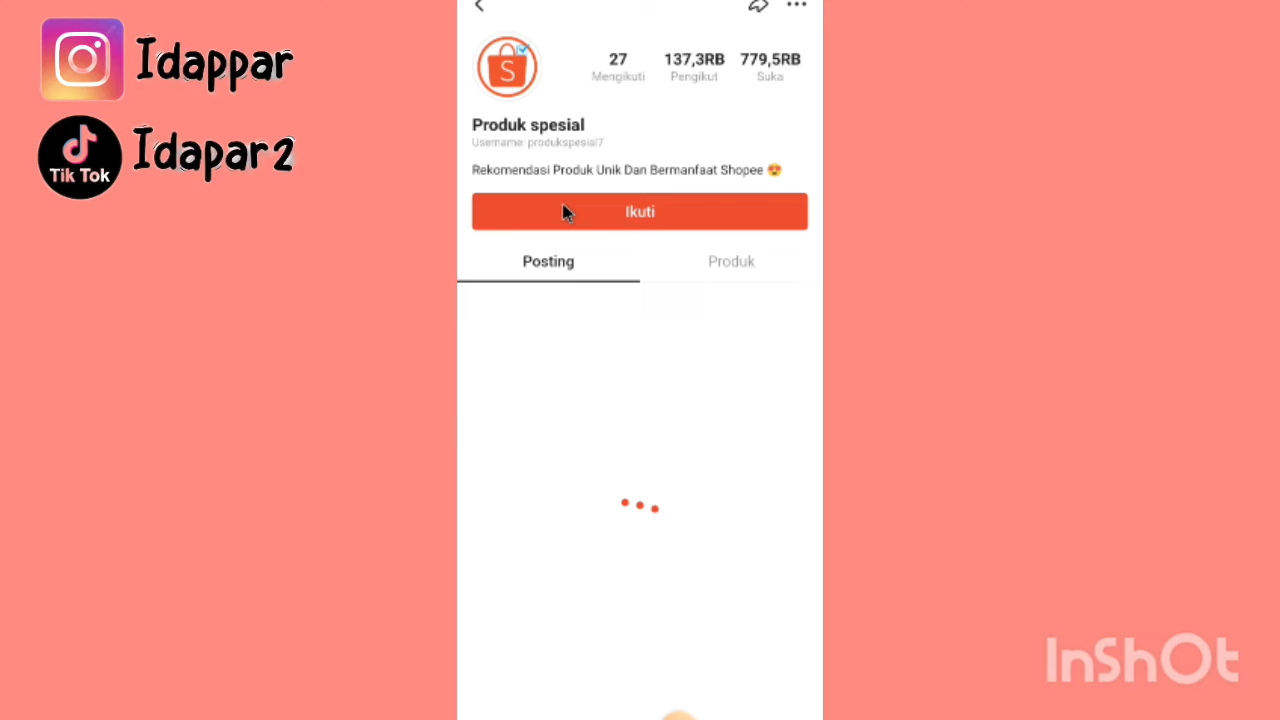 Idappar
Tik Tok
Idapar2
S
27
Mengikuti
137,3RB
Pengikut
779,5RB
Suka
Produk spesial
Username: produkspesial7
Rekomendasi Produk Unik Dan Bermanfaat Shopee 😍
Ikuti
Posting
Produk
InShOt